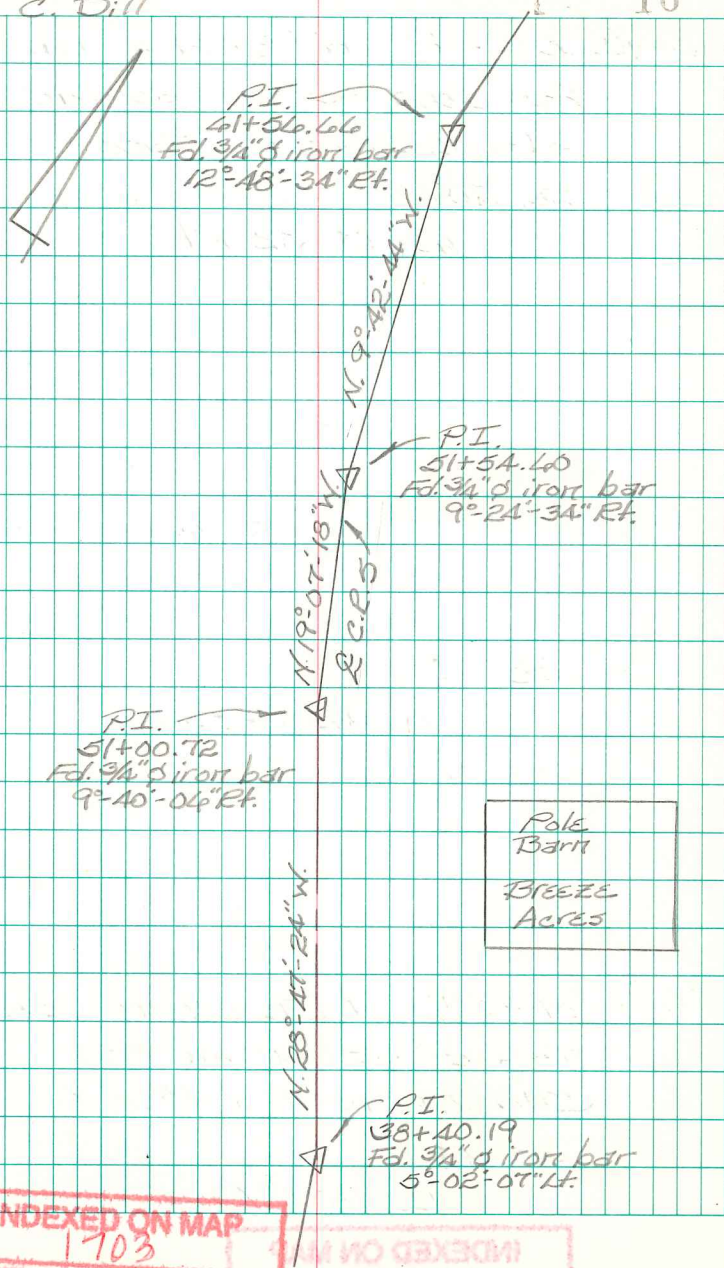 C. Dill
P.I.
61+56.66
Fd. 3/4"ø iron bar
12°-48'-34" Rt.
N. 9°-42'-44" W.
P.I.
51+54.60
Fd. 3/4"ø iron bar
9°-24'-34" Rt.
N. 19°-07'-18" W.
℄ C.R. 5
P.I.
51+00.72
Fd. 3/4"ø iron bar
9°-40'-06" Rt.
Pole
Barn
Breeze
Acres
N. 28°-47'-24" W.
P.I.
38+40.19
Fd. 3/4"ø iron bar
5°-02'-07" Lt.
NDEXED ON MAP
1703